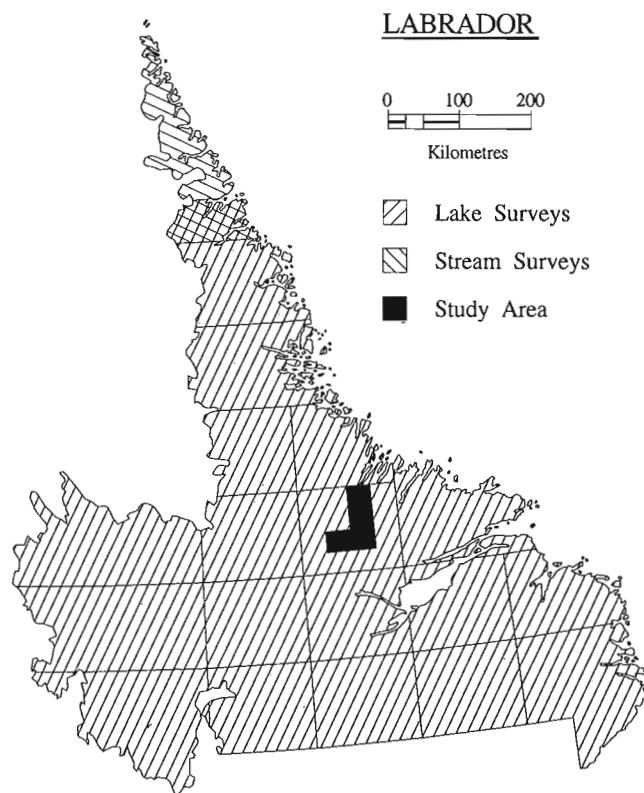 LABRADOR
0 100 200
Kilometres
Lake Surveys
Stream Surveys
Study Area